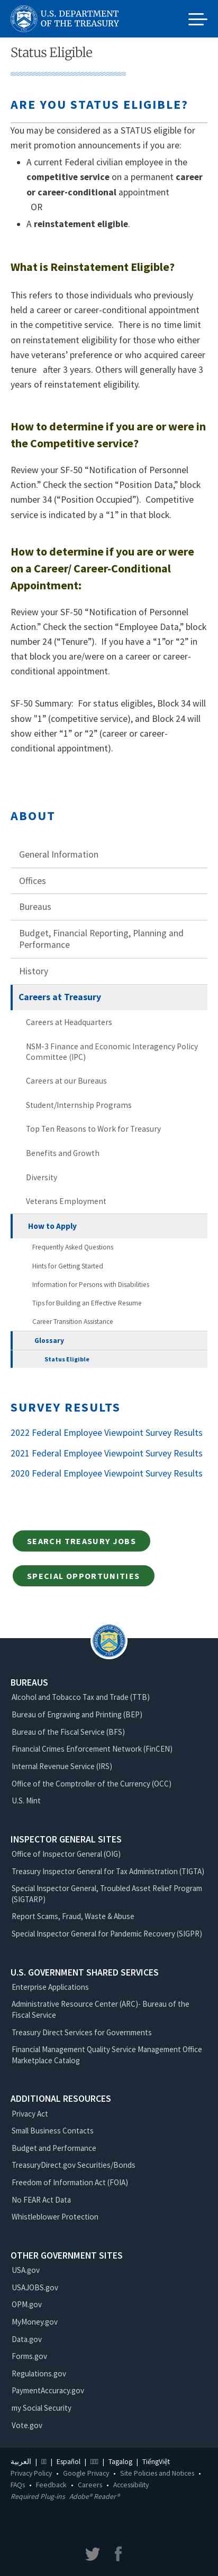 U.S. DEPARTMENT
OF THE TREASURY
Status Eligible
ARE YOU STATUS ELIGIBLE?
You may be considered as a STATUS eligible for
merit promotion announcements if you are:
• A current Federal civilian employee in the
competitive service on a permanent career
or career-conditional appointment
OR
• A reinstatement eligible.
What is Reinstatement Eligible?
This refers to those individuals who previously
held a career or career-conditional appointment
in the competitive service.  There is no time limit
on reinstatement eligibility for those who either
have veterans’ preference or who acquired career
tenure   after 3 years. Others will generally have 3
years of reinstatement eligibility.
How to determine if you are or were in
the Competitive service?
Review your SF-50 “Notification of Personnel
Action.” Check the section “Position Data,” block
number 34 (“Position Occupied”).  Competitive
service is indicated by a “1” in that block.
How to determine if you are or were
on a Career/ Career-Conditional
Appointment:
Review your SF-50 “Notification of Personnel
Action.” Check the section “Employee Data,” block
number 24 (“Tenure”).  If you have a “1”or “2” in
that block you are/were on a career or career-
conditional appointment.
SF-50 Summary:  For status eligibles, Block 34 will
show "1” (competitive service), and Block 24 will
show either “1” or “2” (career or career-
conditional appointment).
ABOUT
General Information
Offices
Bureaus
Budget, Financial Reporting, Planning and
Performance
History
Careers at Treasury
Careers at Headquarters
NSM-3 Finance and Economic Interagency Policy
Committee (IPC)
Careers at our Bureaus
Student/Internship Programs
Top Ten Reasons to Work for Treasury
Benefits and Growth
Diversity
Veterans Employment
How to Apply
Frequently Asked Questions
Hints for Getting Started
Information for Persons with Disabilities
Tips for Building an Effective Resume
Career Transition Assistance
Glossary
Status Eligible
SURVEY RESULTS
2022 Federal Employee Viewpoint Survey Results
2021 Federal Employee Viewpoint Survey Results
2020 Federal Employee Viewpoint Survey Results
SEARCH TREASURY JOBS
SPECIAL OPPORTUNITIES
BUREAUS
Alcohol and Tobacco Tax and Trade (TTB)
Bureau of Engraving and Printing (BEP)
Bureau of the Fiscal Service (BFS)
Financial Crimes Enforcement Network (FinCEN)
Internal Revenue Service (IRS)
Office of the Comptroller of the Currency (OCC)
U.S. Mint
INSPECTOR GENERAL SITES
Office of Inspector General (OIG)
Treasury Inspector General for Tax Administration (TIGTA)
Special Inspector General, Troubled Asset Relief Program
(SIGTARP)
Report Scams, Fraud, Waste & Abuse
Special Inspector General for Pandemic Recovery (SIGPR)
U.S. GOVERNMENT SHARED SERVICES
Enterprise Applications
Administrative Resource Center (ARC)- Bureau of the
Fiscal Service
Treasury Direct Services for Governments
Financial Management Quality Service Management Office
Marketplace Catalog
ADDITIONAL RESOURCES
Privacy Act
Small Business Contacts
Budget and Performance
TreasuryDirect.gov Securities/Bonds
Freedom of Information Act (FOIA)
No FEAR Act Data
Whistleblower Protection
OTHER GOVERNMENT SITES
USA.gov
USAJOBS.gov
OPM.gov
MyMoney.gov
Data.gov
Forms.gov
Regulations.gov
PaymentAccuracy.gov
my Social Security
Vote.gov
العربية | | Español | | Tagalog | TiếngViệt
Privacy Policy • Google Privacy • Site Policies and Notices •
FAQs • Feedback • Careers • Accessibility
Required Plug-ins  Adobe® Reader®